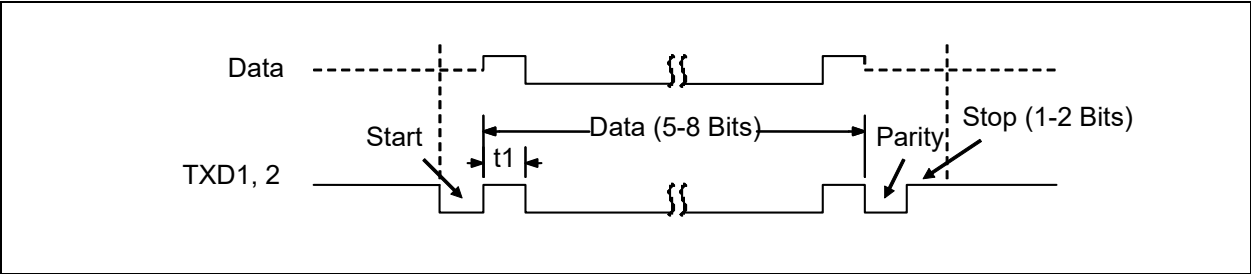 Data
Start
Data (5-8 Bits)
Parity
Stop (1-2 Bits)
t1
TXD1, 2